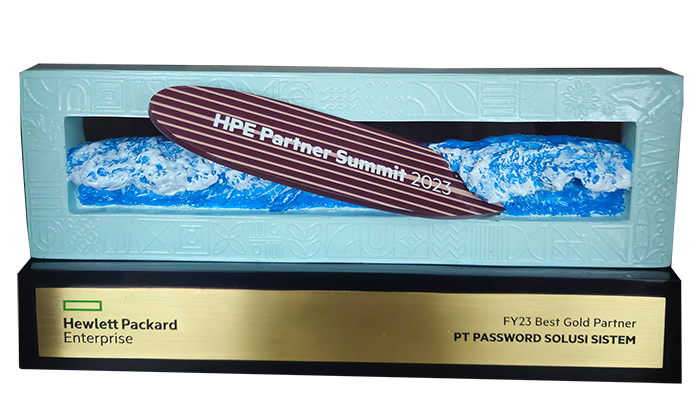 HPE Partner Summit 2023
Hewlett Packard
Enterprise
FY23 Best Gold Partner
PT PASSWORD SOLUSI SISTEM